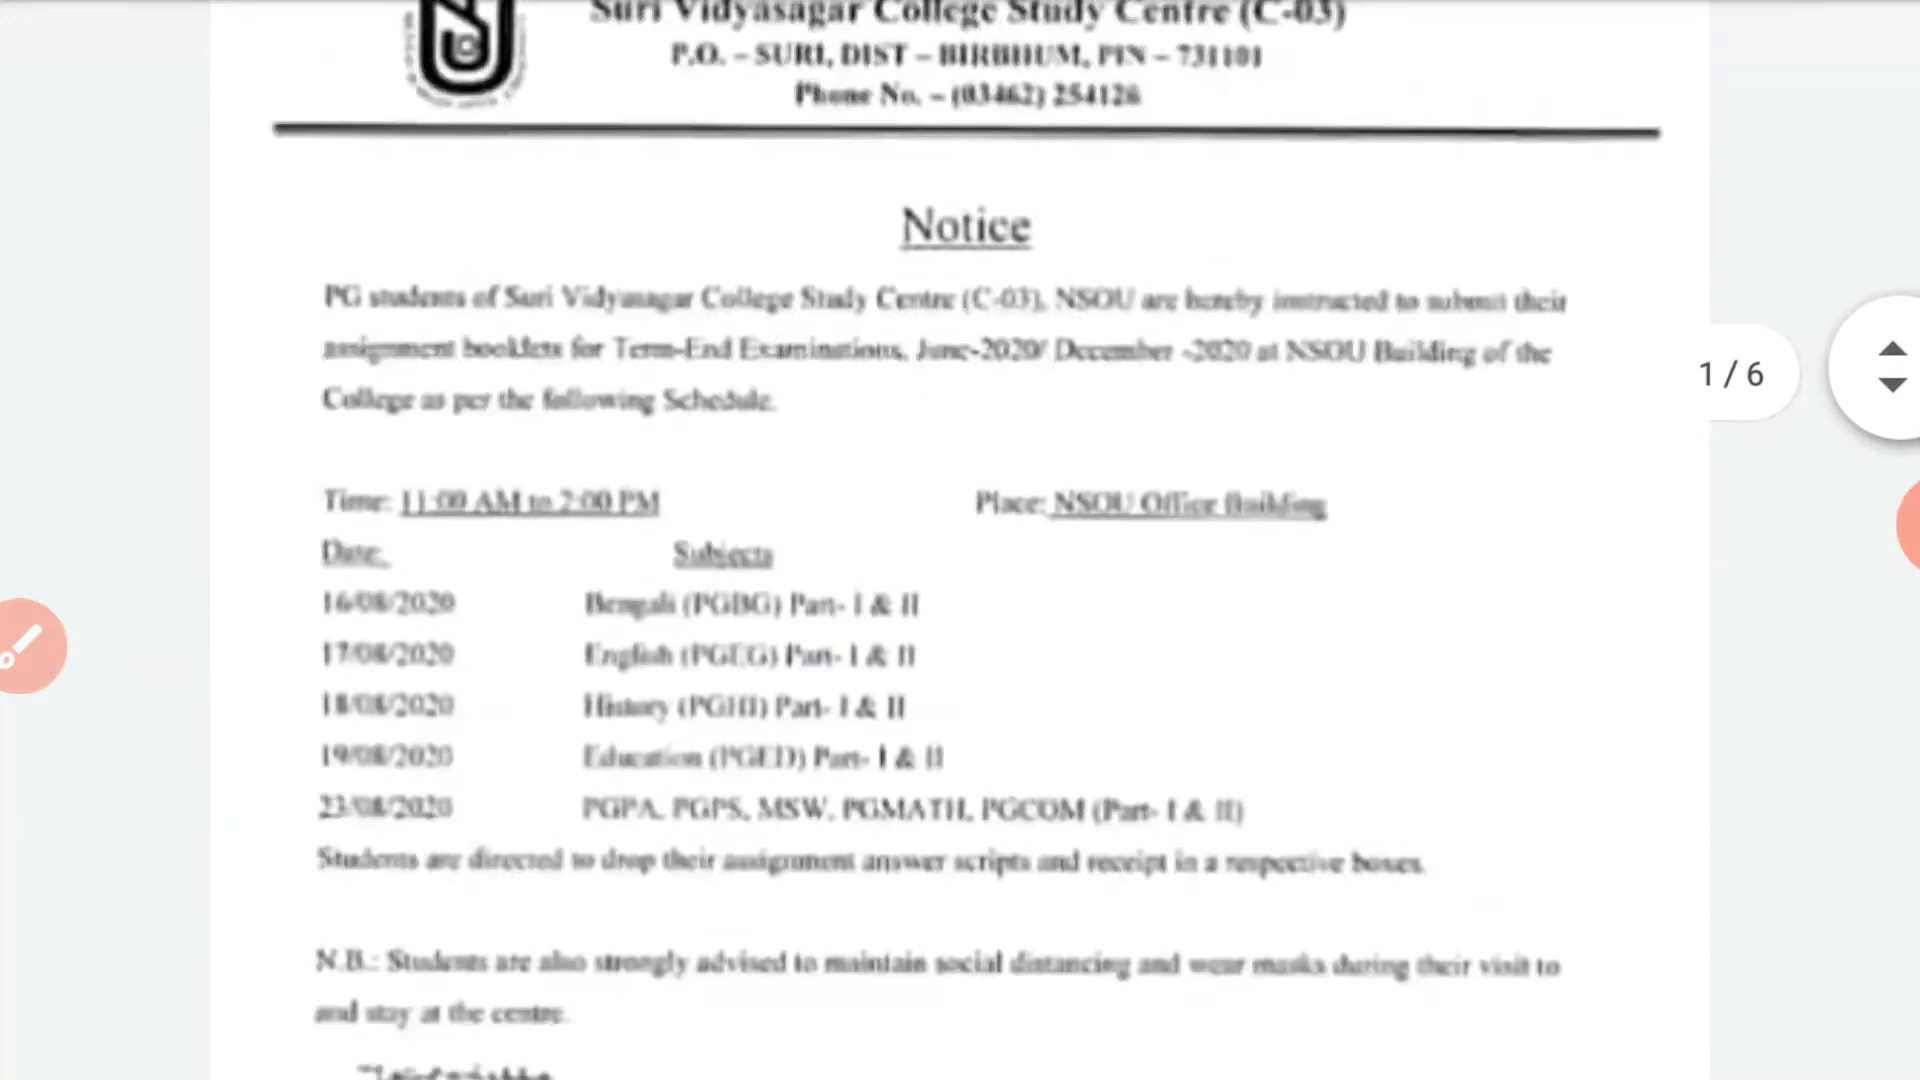 Suri Vidyasagar College Study Centre (C-03)
P.O. – SURI, DIST – BIRBHUM, PIN – 731101
Phone No. – (03462) 254126
Notice
PG students of Suri Vidyasagar College Study Centre (C-03), NSOU are hereby instructed to submit their
assignment booklets for Term-End Examinations, June-2020/ December -2020 at NSOU Building of the
College as per the following Schedule.
Time: 11:00 AM to 2:00 PM Place: NSOU Office Building
Date: Subjects
16/08/2020 Bengali (PGBG) Part- I & II
17/08/2020 English (PGEG) Part- I & II
18/08/2020 History (PGHI) Part- I & II
19/08/2020 Education (PGED) Part- I & II
23/08/2020 PGPA, PGPS, MSW, PGMATH, PGCOM (Part- I & II)
Students are directed to drop their assignment answer scripts and receipt in a respective boxes.
N.B.: Students are also strongly advised to maintain social distancing and wear masks during their visit to
and stay at the centre.
1 / 6